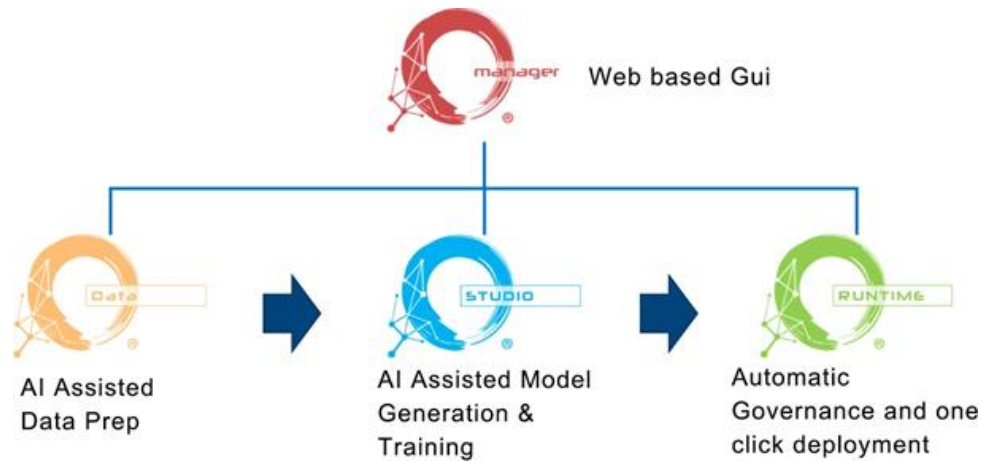 manager
Web based Gui
®
Data
®
STUDIO
®
RUNTIME
®
AI Assisted
Data Prep
AI Assisted Model
Generation &
Training
Automatic
Governance and one
click deployment